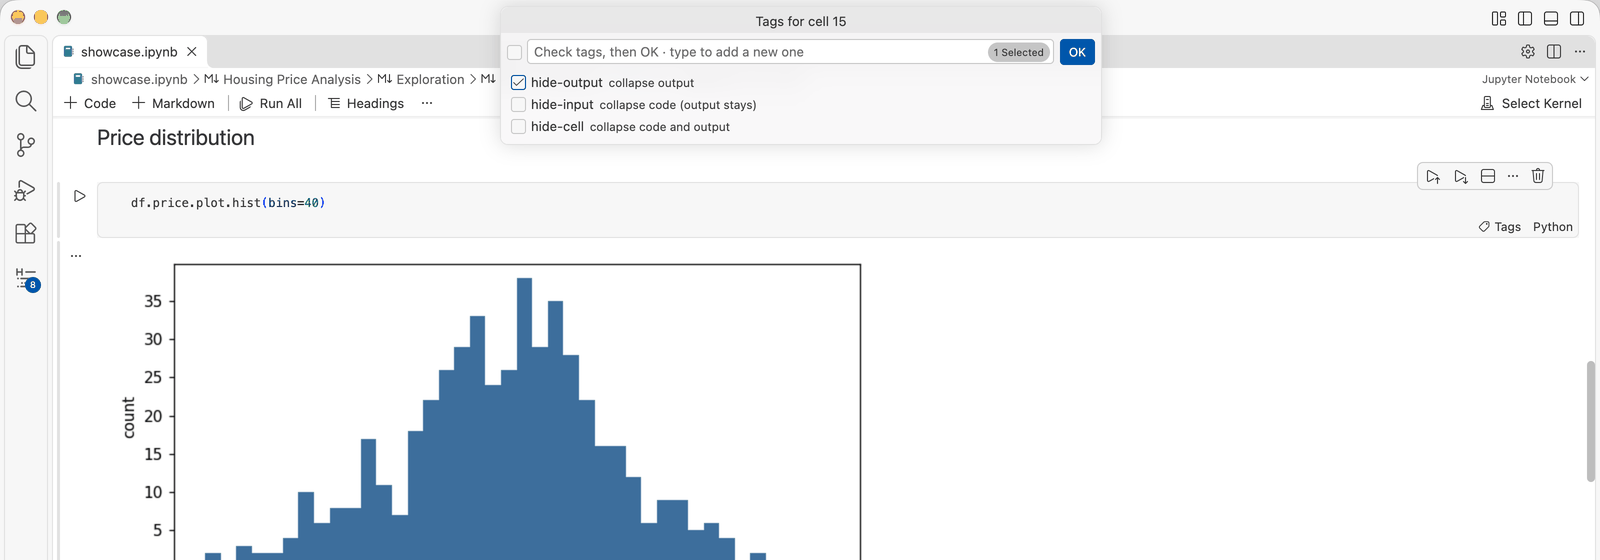 Tags for cell 15
Check tags, then OK · type to add a new one
1 Selected
OK
hide-output collapse output
hide-input collapse code (output stays)
hide-cell collapse code and output
showcase.ipynb
showcase.ipynb > M↓ Housing Price Analysis > M↓ Exploration > M↓
Jupyter Notebook
+ Code + Markdown Run All Headings ···
Select Kernel
Price distribution
df.price.plot.hist(bins=40)
Tags Python
8
count
35
30
25
20
15
10
5